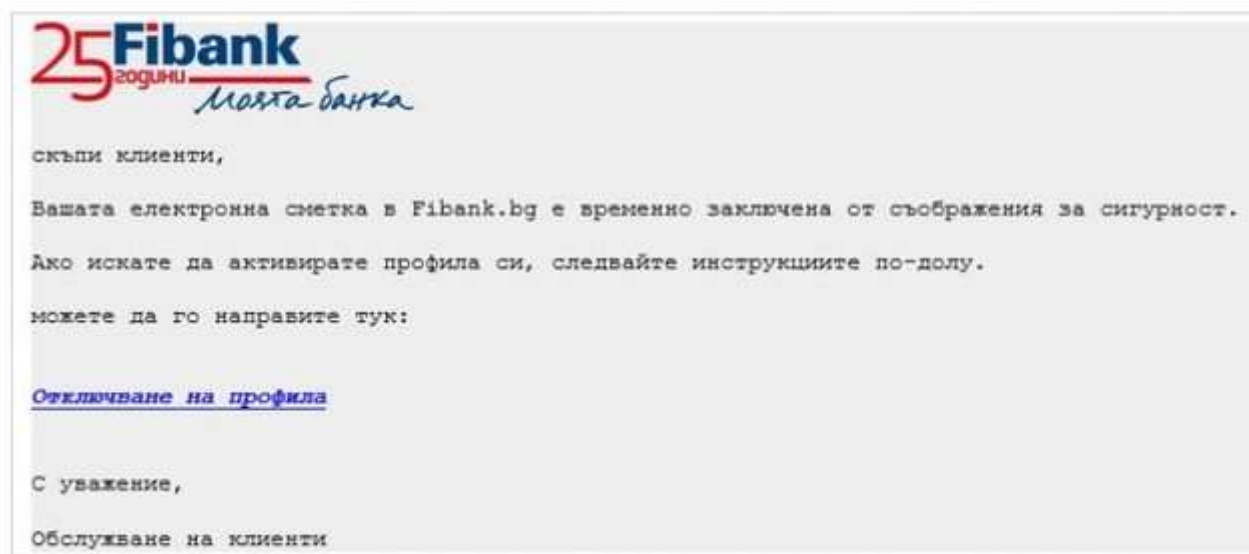 25 Fibank
години
Моята банка
скъпи клиенти,
Вашата електронна сметка в Fibank.bg е временно заключена от съображения за сигурност.
Ако искате да активирате профила си, следвайте инструкциите по-долу.
можете да го направите тук:
Отключване на профила
С уважение,
Обслужване на клиенти